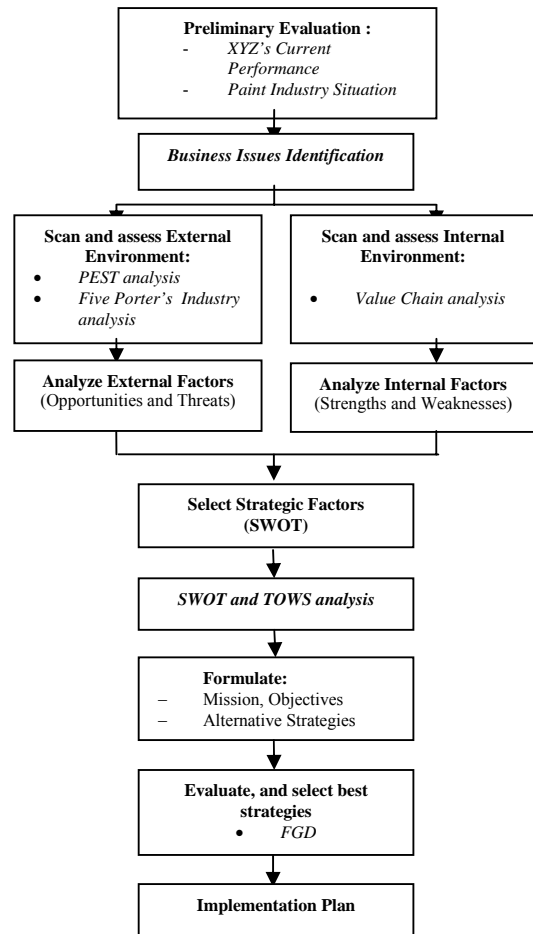 Preliminary Evaluation :
- XYZ's Current
Performance
- Paint Industry Situation
Business Issues Identification
Scan and assess External
Environment:
• PEST analysis
• Five Porter's Industry
analysis
Scan and assess Internal
Environment:
• Value Chain analysis
Analyze External Factors
(Opportunities and Threats)
Analyze Internal Factors
(Strengths and Weaknesses)
Select Strategic Factors
(SWOT)
SWOT and TOWS analysis
Formulate:
– Mission, Objectives
– Alternative Strategies
Evaluate, and select best
strategies
• FGD
Implementation Plan